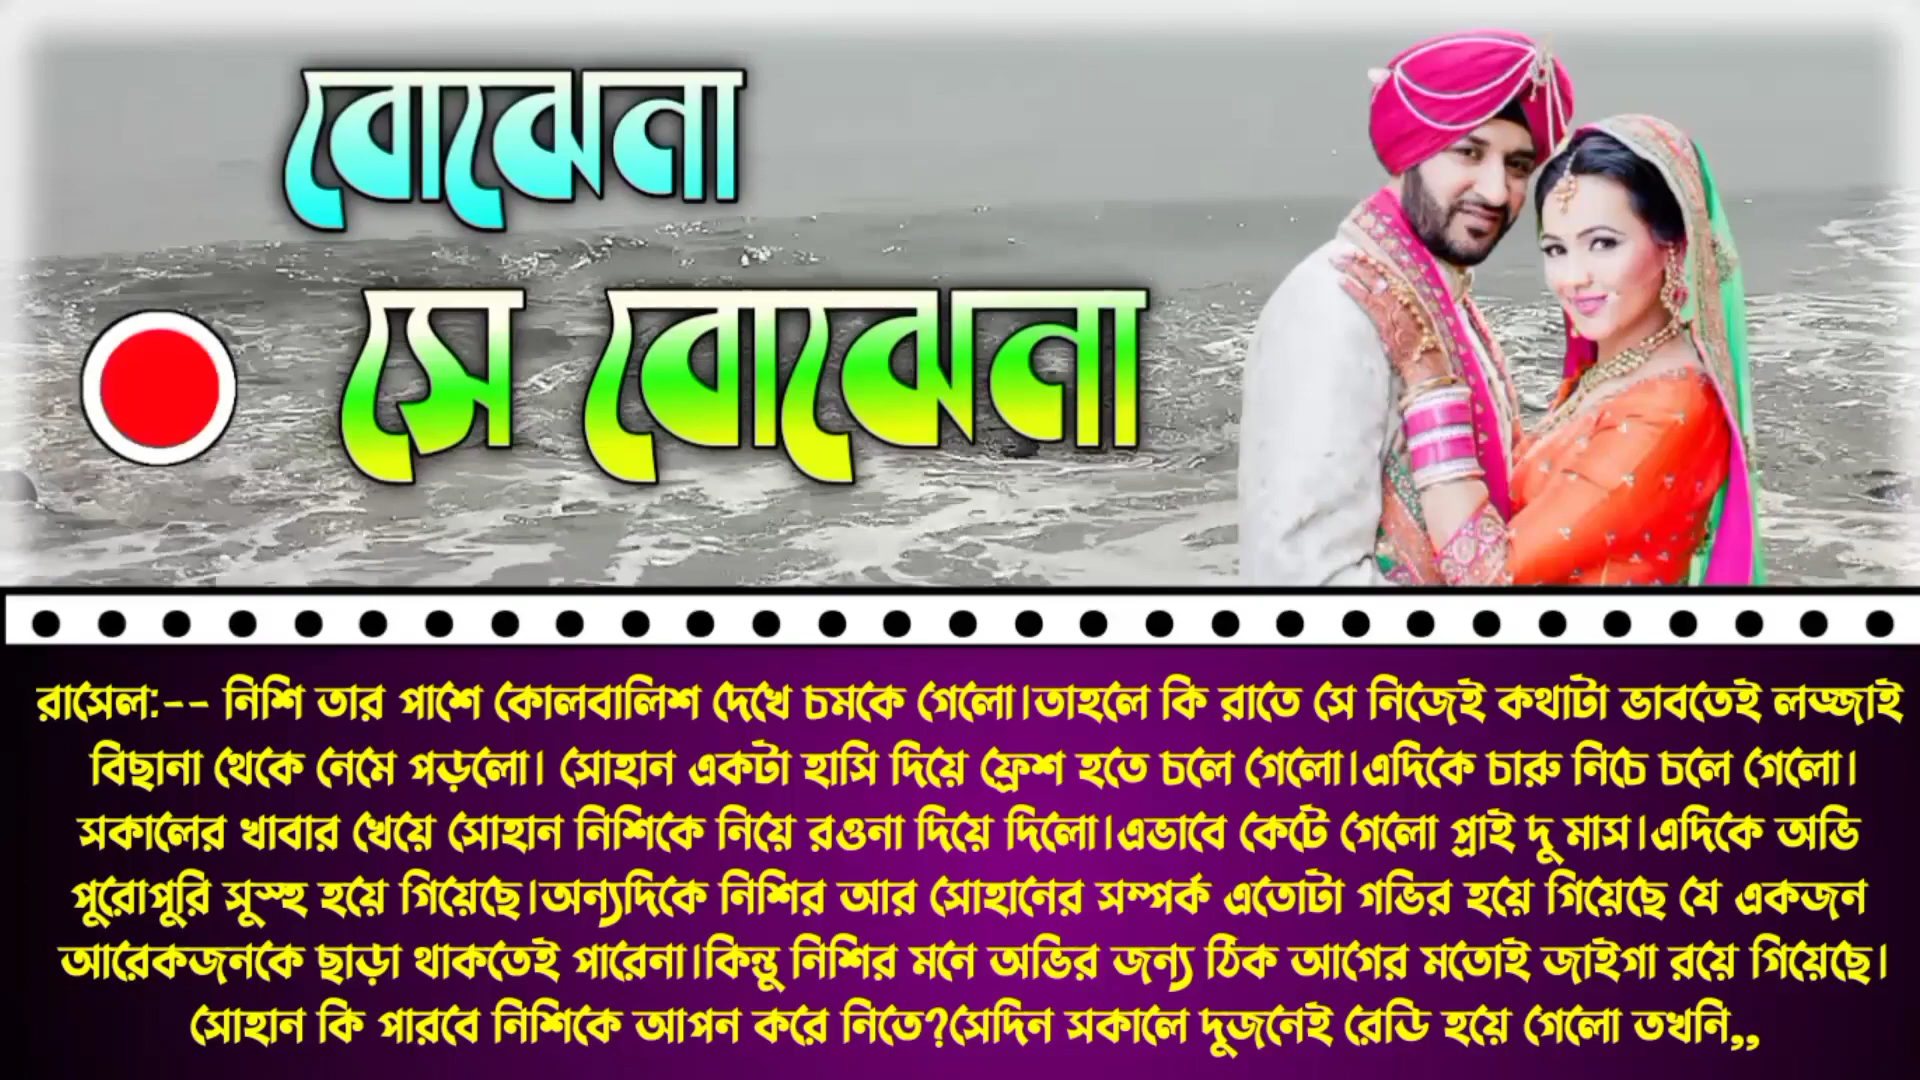 বোঝেনা
সে বোঝেনা
রাসেল:-- নিশি তার পাশে কোলবালিশ দেখে চমকে গেলো।তাহলে কি রাতে সে নিজেই কথাটা ভাবতেই লজ্জাই
বিছানা থেকে নেমে পড়লো। সোহান একটা হাসি দিয়ে ফ্রেশ হতে চলে গেলো।এদিকে চারু নিচে চলে গেলো।
সকালের খাবার খেয়ে সোহান নিশিকে নিয়ে রওনা দিয়ে দিলো।এভাবে কেটে গেলো প্রাই দু মাস।এদিকে অভি
পুরোপুরি সুস্হ হয়ে গিয়েছে।অন্যদিকে নিশির আর সোহানের সম্পর্ক এতোটা গভির হয়ে গিয়েছে যে একজন
আরেকজনকে ছাড়া থাকতেই পারেনা।কিন্তু নিশির মনে অভির জন্য ঠিক আগের মতোই জাইগা রয়ে গিয়েছে।
সোহান কি পারবে নিশিকে আপন করে নিতে?সেদিন সকালে দুজনেই রেডি হয়ে গেলো তখনি,,